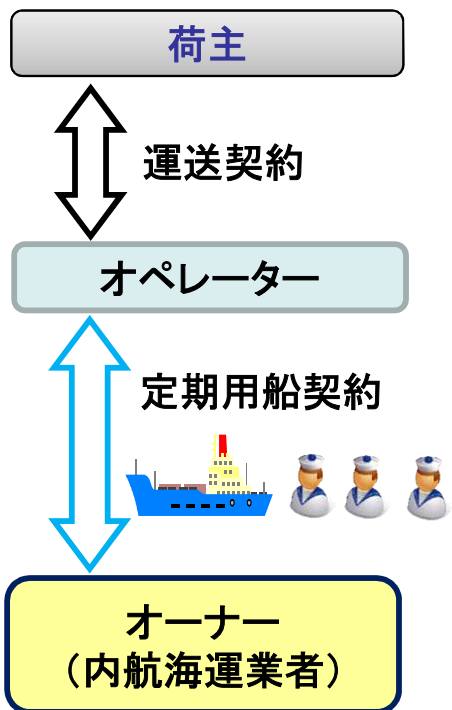 荷主
運送契約
オペレーター
定期用船契約
オーナー
（内航海運業者）